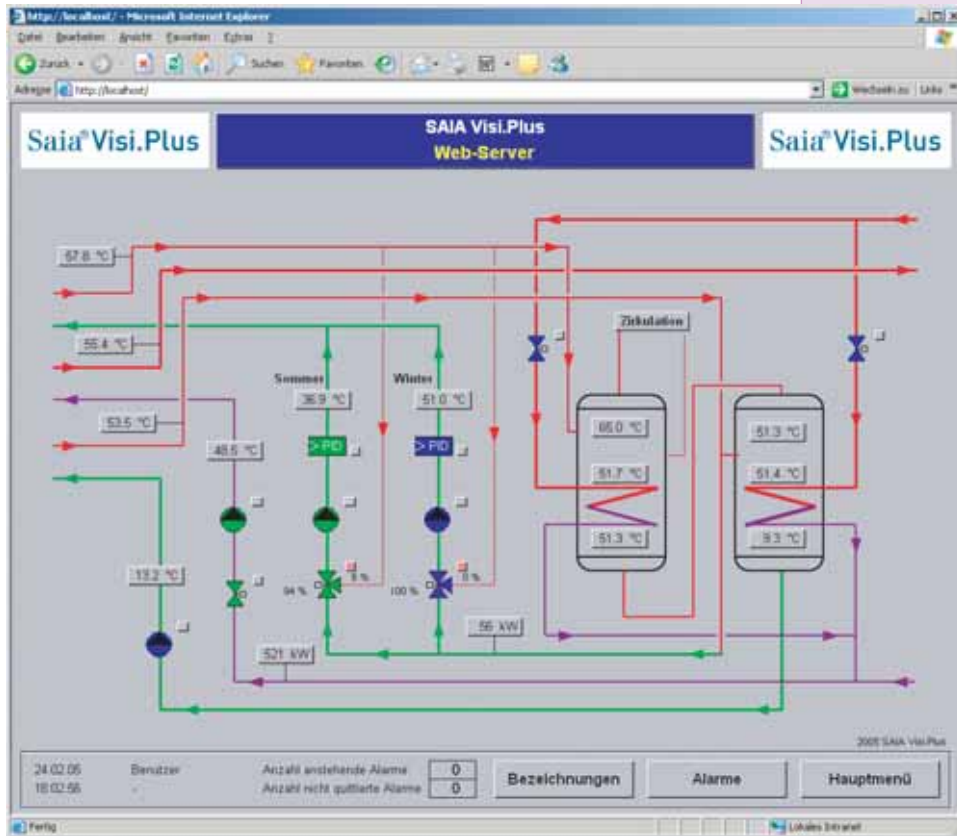 http://localhost/ - Microsoft Internet Explorer
Datei Bearbeiten Ansicht Favoriten Extras ?
Zurück Suchen Favoriten
Adresse http://localhost/ Wechseln zu Links
Saia® Visi.Plus
SAIA Visi.Plus
Web-Server
Saia® Visi.Plus
57.8 °C
55.4 °C
53.5 °C
Zirkulation
Sommer
Winter
36.9 °C
51.0 °C
48.5 °C
> PID
> PID
65.0 °C
51.3 °C
51.7 °C
51.4 °C
51.3 °C
9.3 °C
13.2 °C
94 %
100 %
56 kW
521 kW
2005 SAIA Visi.Plus
24.02.05 Benutzer Anzahl anstehende Alarme 0
18:02:56 - Anzahl nicht quittierte Alarme 0
Bezeichnungen Alarme Hauptmenü
Fertig Lokales Intranet